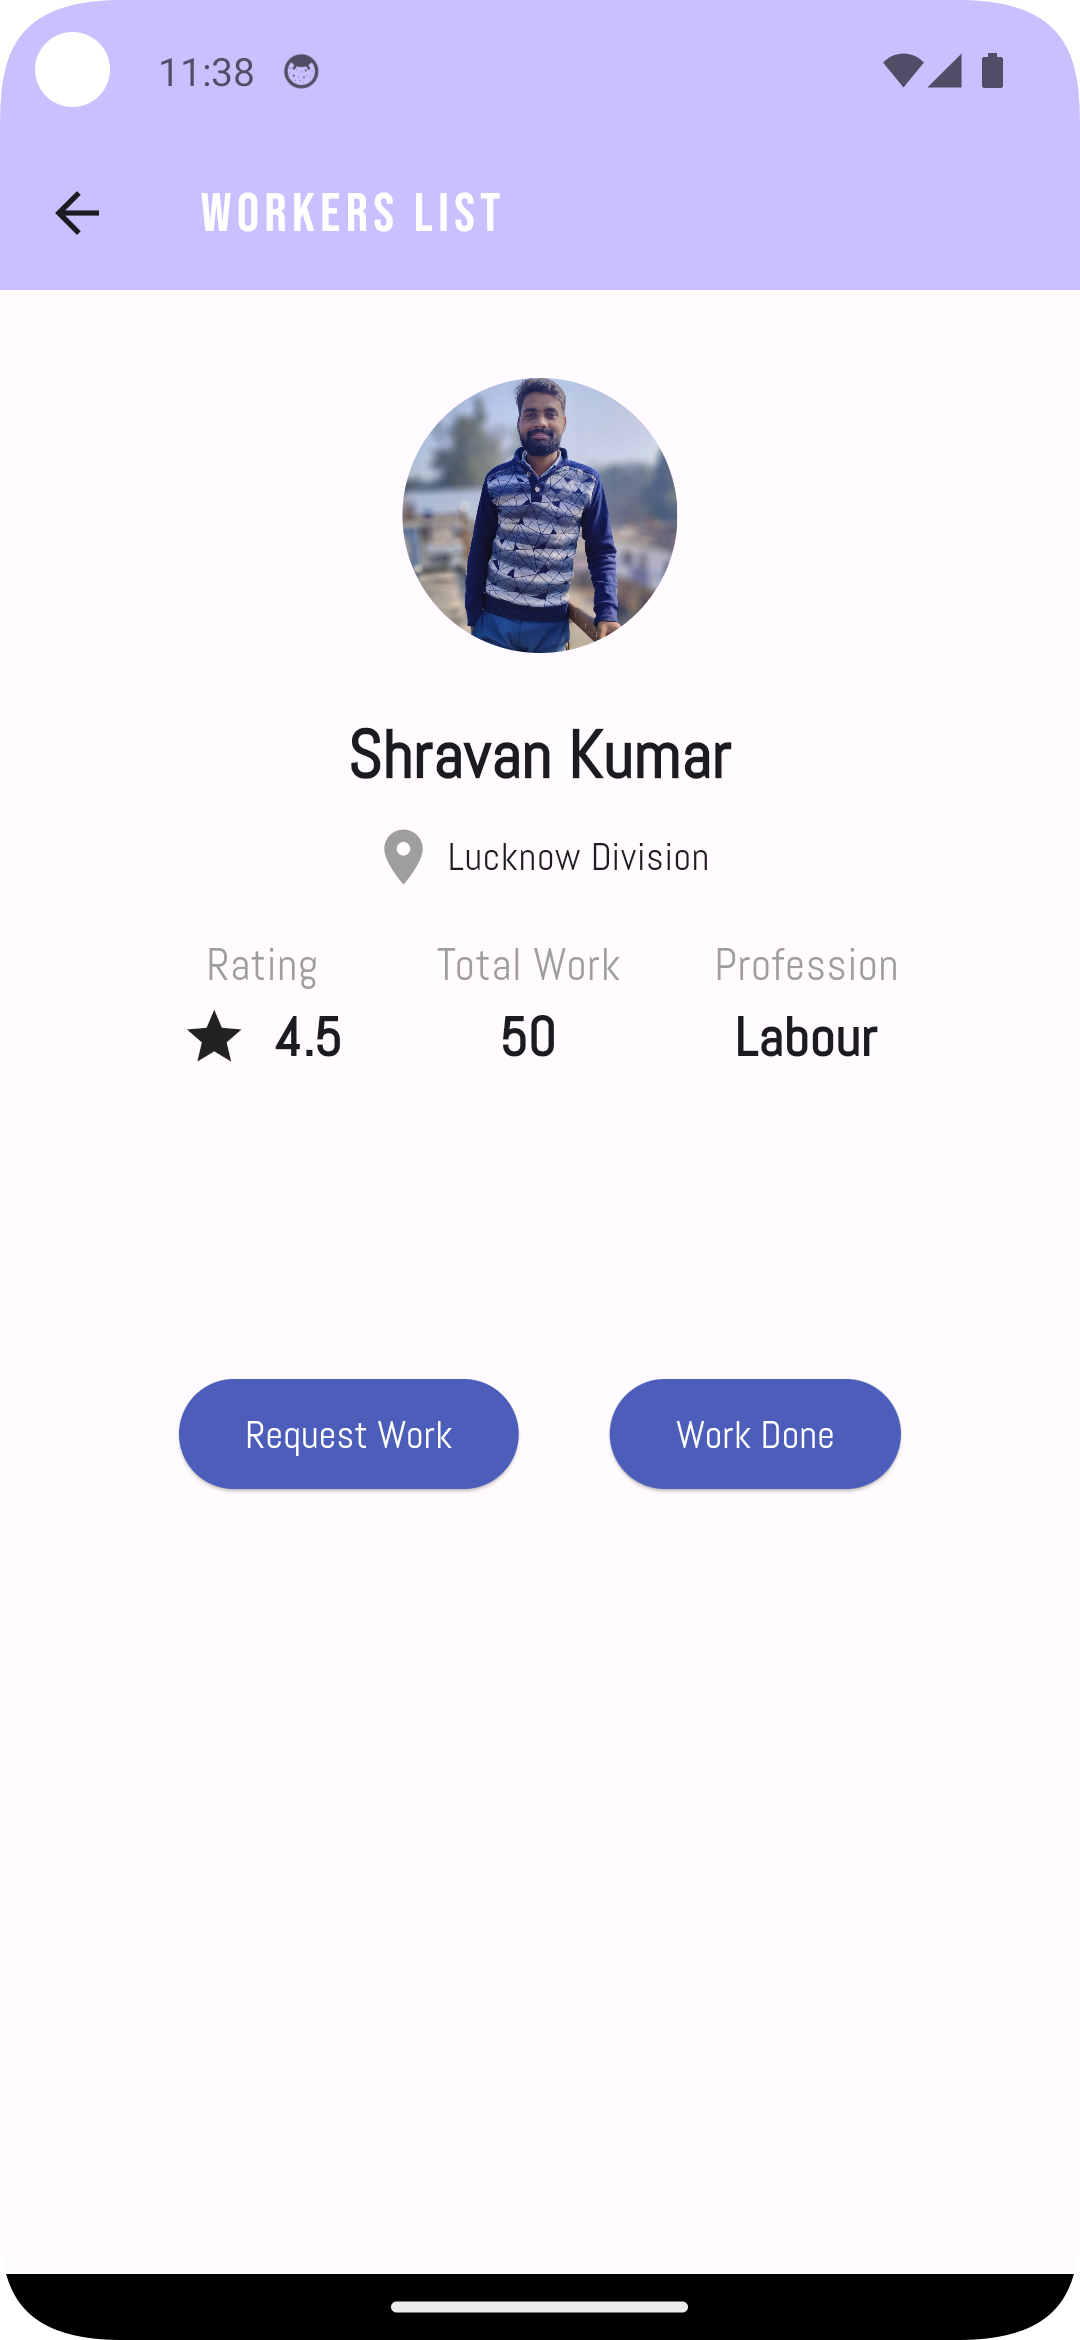 11:38
WORKERS LIST
Shravan Kumar
Lucknow Division
Rating Total Work Profession
4.5 50 Labour
Request Work Work Done